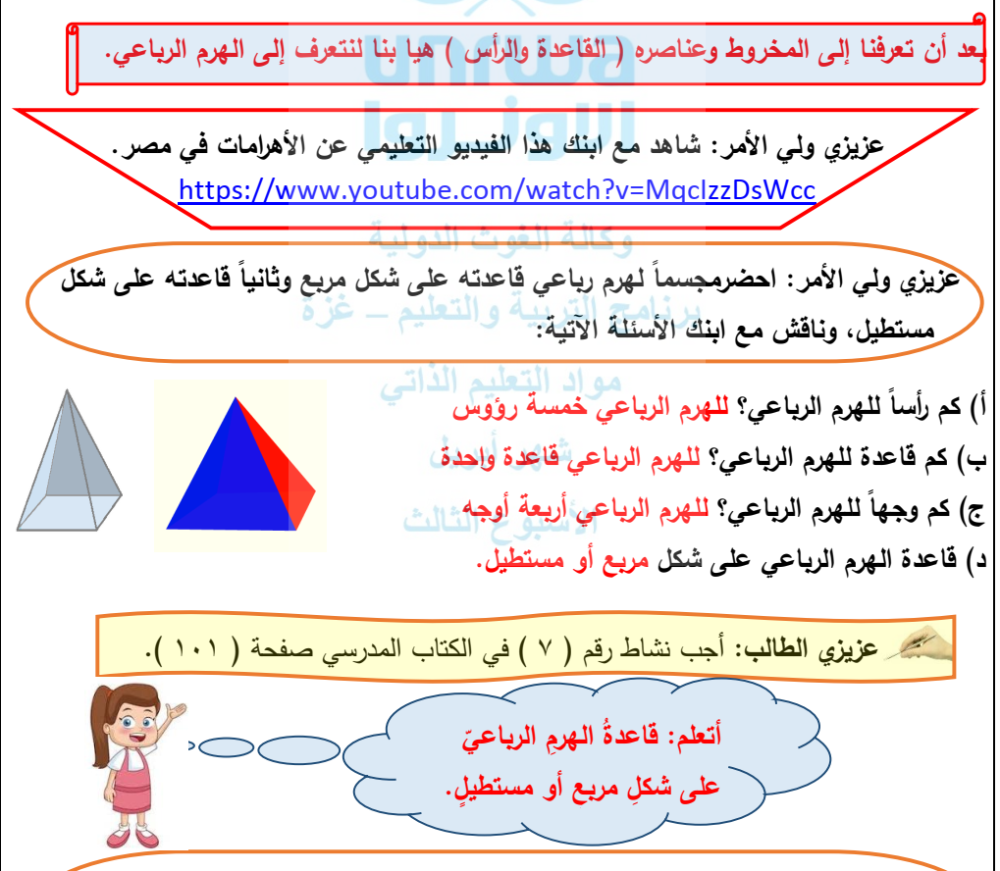 بعد أن تعرفنا إلى المخروط وعناصره ( القاعدة والرأس ) هيا بنا لنتعرف إلى الهرم الرباعي.
unrwa
الأونروا
عزيزي ولي الأمر: شاهد مع ابنك هذا الفيديو التعليمي عن الأهرامات في مصر.
https://www.youtube.com/watch?v=MqcIzzDsWcc
وكالة الغوث الدولية
عزيزي ولي الأمر: احضرمجسماً لهرم رباعي قاعدته على شكل مربع وثانياً قاعدته على شكل
برنامج التربية والتعليم – غزة
مستطيل، وناقش مع ابنك الأسئلة الآتية:
مواد التعليم الذاتي
أ) كم رأساً للهرم الرباعي؟ للهرم الرباعي خمسة رؤوس
شهر أبريل
ب) كم قاعدة للهرم الرباعي؟ للهرم الرباعي قاعدة واحدة
ج) كم وجهاً للهرم الرباعي؟ للهرم الرباعي أربعة أوجه
الأسبوع الثالث
د) قاعدة الهرم الرباعي على شكل مربع أو مستطيل.
عزيزي الطالب: أجب نشاط رقم ( ٧ ) في الكتاب المدرسي صفحة ( ١٠١ ).
أتعلم: قاعدةُ الهرمِ الرباعيّ
على شكلِ مربع أو مستطيلٍ.